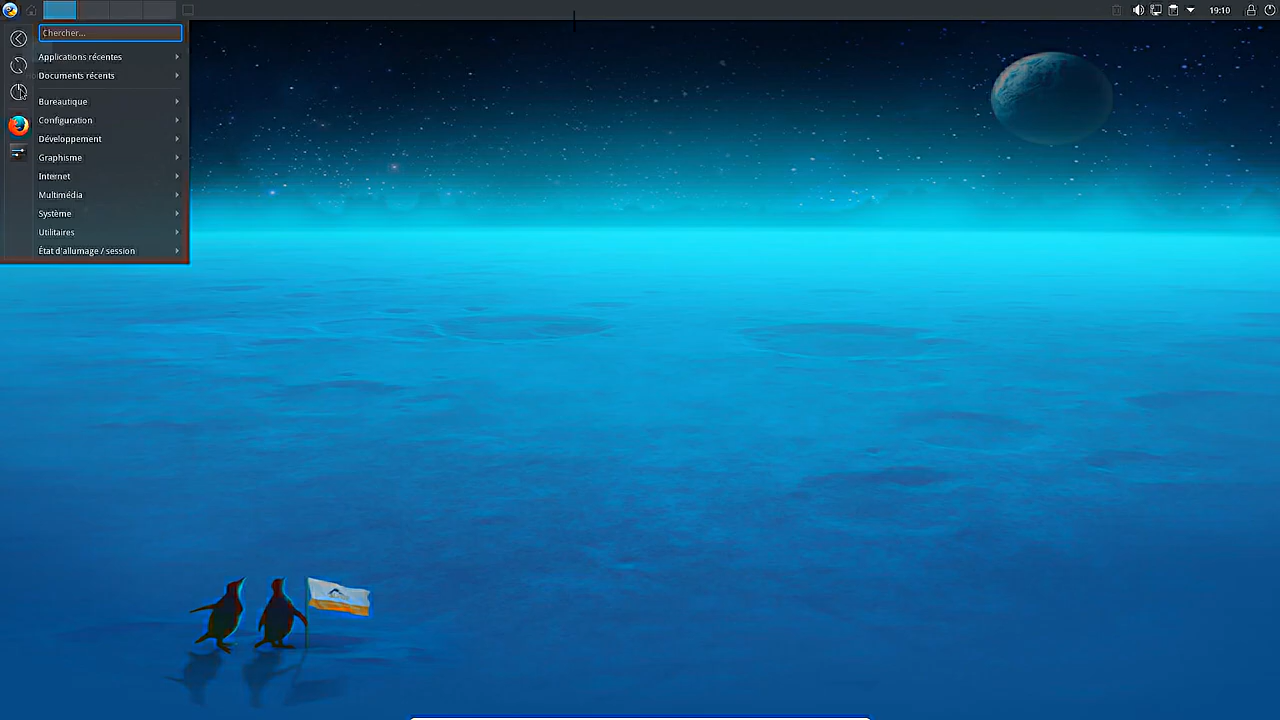 19:10
Chercher...
Applications récentes
Documents récents
Bureautique
Configuration
Développement
Graphisme
Internet
Multimédia
Système
Utilitaires
État d'allumage / session